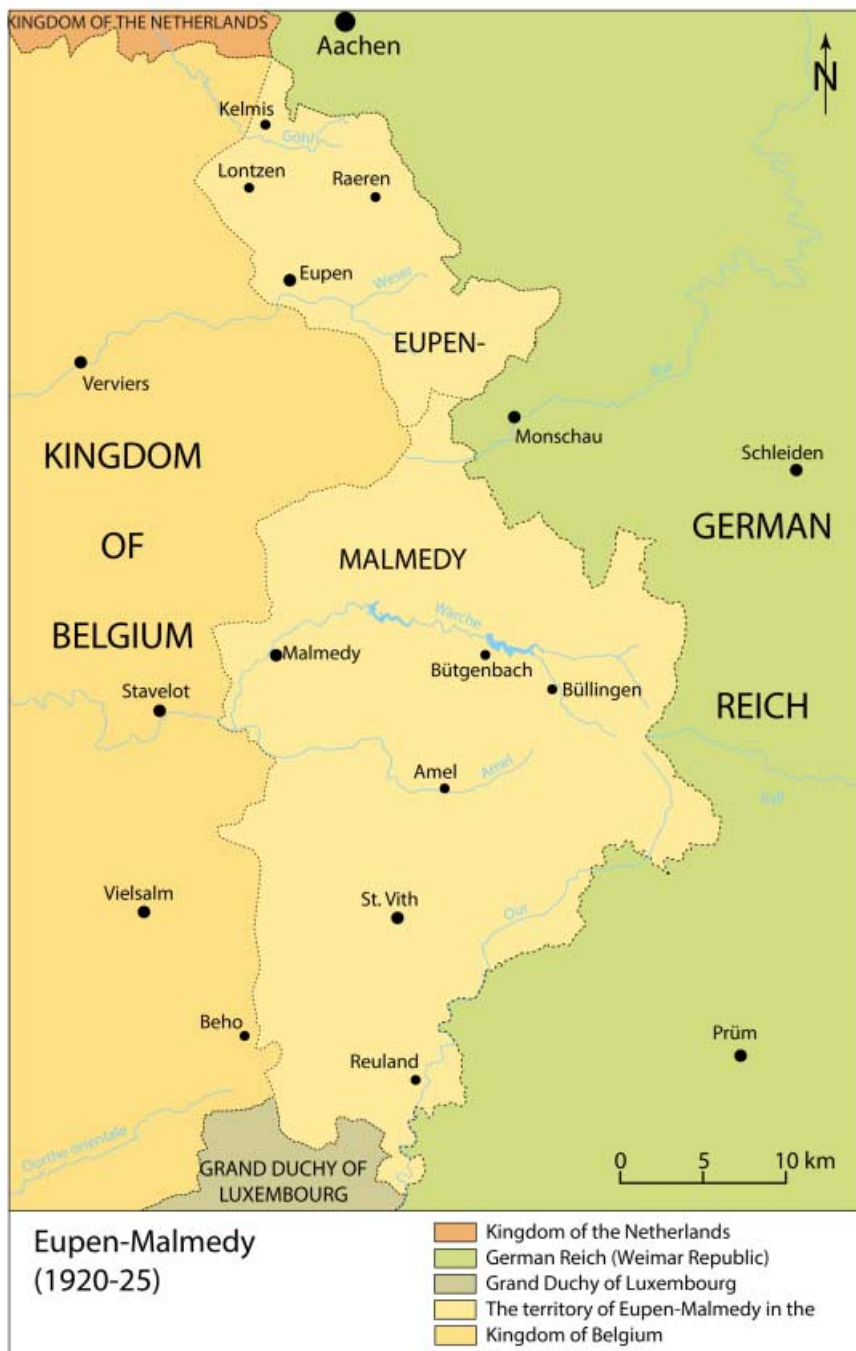 KINGDOM OF THE NETHERLANDS
Aachen
N
Kelmis
Göhl
Lontzen
Raeren
Eupen
Weser
EUPEN-
Verviers
Rur
Monschau
KINGDOM
Schleiden
GERMAN
OF
MALMEDY
Warche
BELGIUM
Malmedy
Bütgenbach
Büllingen
Stavelot
REICH
Amel
Amel
Kyll
Vielsalm
St. Vith
Our
Beho
Prüm
Reuland
Ourthe orientale
GRAND DUCHY OF
LUXEMBOURG
0 5 10 km
Eupen-Malmedy
(1920-25)
Kingdom of the Netherlands
German Reich (Weimar Republic)
Grand Duchy of Luxembourg
The territory of Eupen-Malmedy in the
Kingdom of Belgium